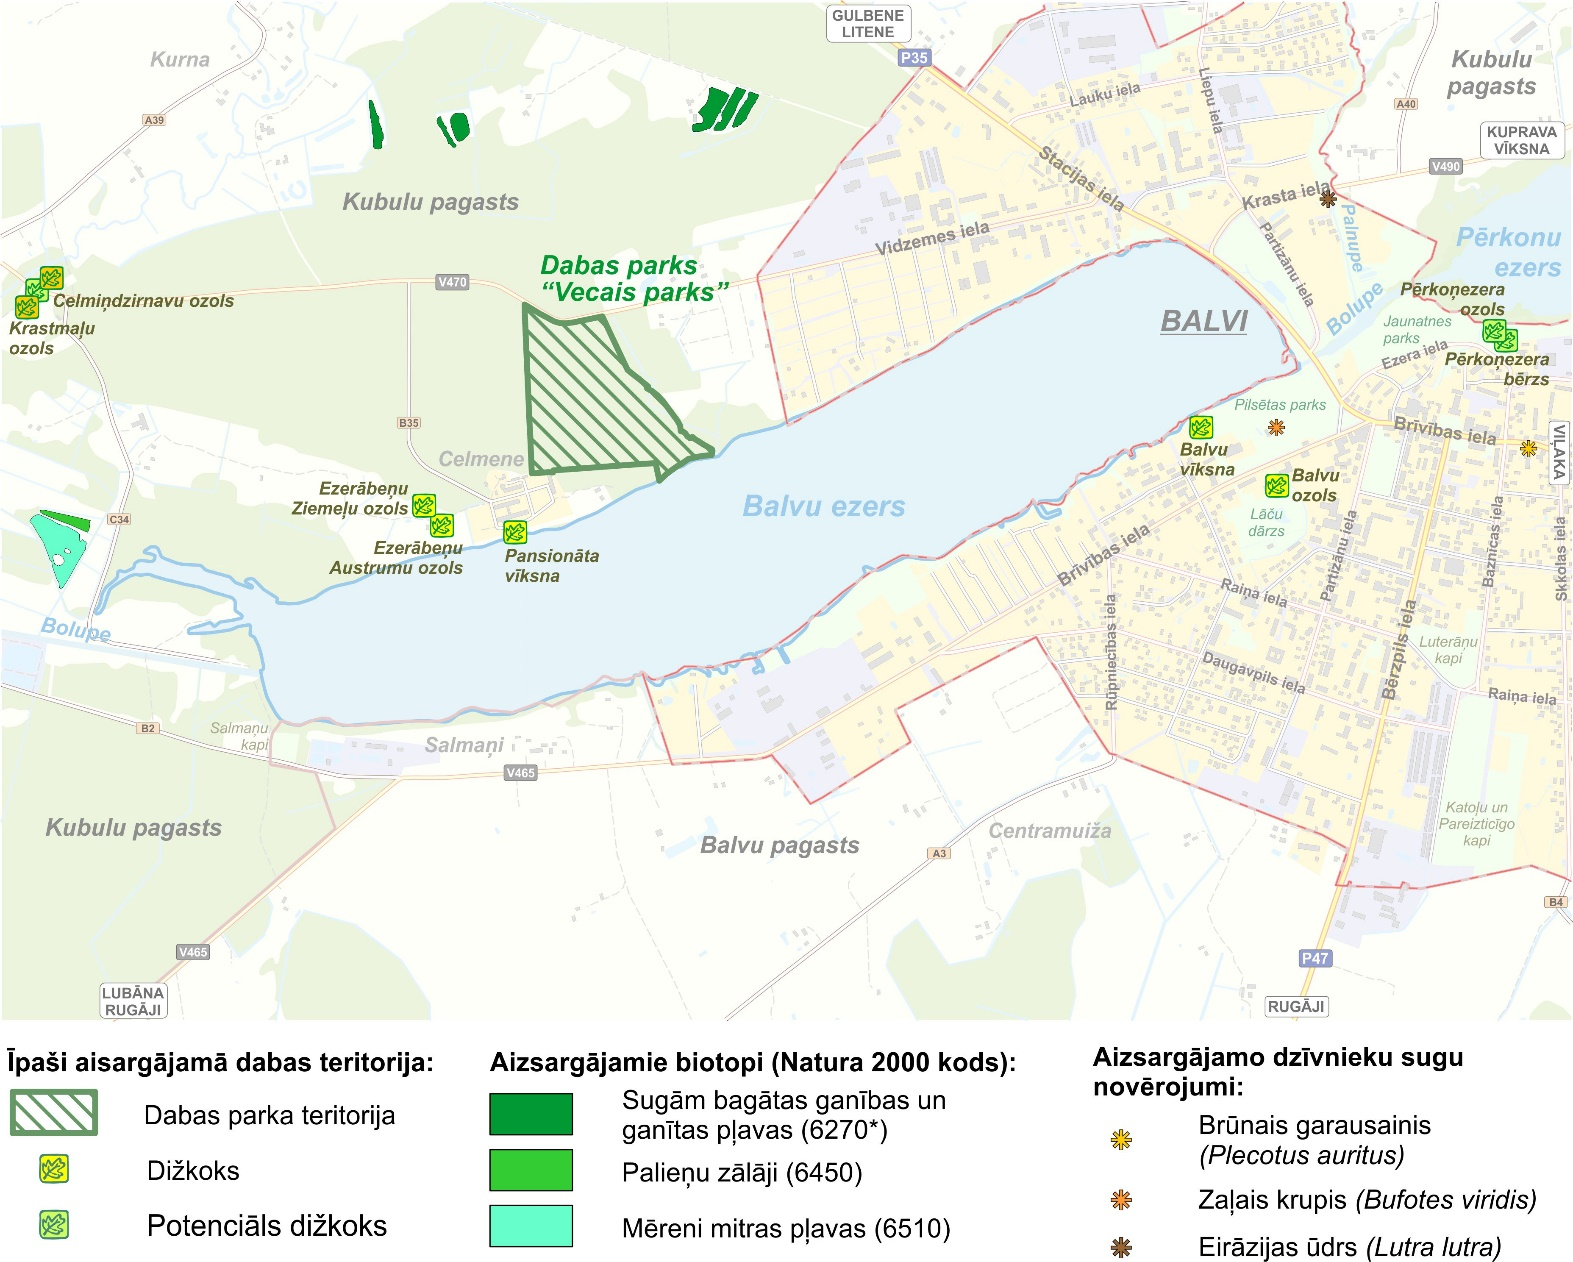 GULBENE
LITENE
P35
Kurna
Kubulu
pagasts
Lauku iela
Liepu iela
A40
A39
KUPRAVA
VĪKSNA
V490
Stacijas iela
Krasta iela
Kubulu pagasts
Palnupe
Vidzemes iela
Partizānu iela
Pērkonu
ezers
Dabas parks
“Vecais parks”
V470
Celmiņdzirnavu ozols
Krastmaļu
ozols
Pērkoņezera
ozols
Bolupe
BALVI
Jaunatnes
parks
Ezera iela
Pērkoņezera
bērzs
Pilsētas parks
B35
Brīvības iela
VIĻAKA
Balvu
vīksna
Celmene
Balvu
ozols
Ezerābeņu
Ziemeļu ozols
Balvu ezers
Lāču
dārzs
C34
Ezerābeņu
Austrumu ozols
Pansionāta
vīksna
Brīvības iela
Partizānu iela
Baznīcas iela
Skkolas iela
Raiņa iela
Bolupe
Rūpniecības iela
Bērzpils iela
Luterāņu
kapi
Daugavpils iela
Raiņa iela
B2
Salmaņu
kapi
Salmaņi
V465
Kubulu pagasts
Balvu pagasts
Centramuiža
A3
Katoļu un
Pareizticīgo
kapi
B4
V465
P47
LUBĀNA
RUGĀJI
RUGĀJI
Īpaši aisargājamā dabas teritorija:
Dabas parka teritorija
Dižkoks
Potenciāls dižkoks
Aizsargājamie biotopi (Natura 2000 kods):
Sugām bagātas ganības un
ganītas pļavas (6270*)
Palieņu zālāji (6450)
Mēreni mitras pļavas (6510)
Aizsargājamo dzīvnieku sugu
novērojumi:
Brūnais garausainis
(Plecotus auritus)
Zaļais krupis (Bufotes viridis)
Eirāzijas ūdrs (Lutra lutra)